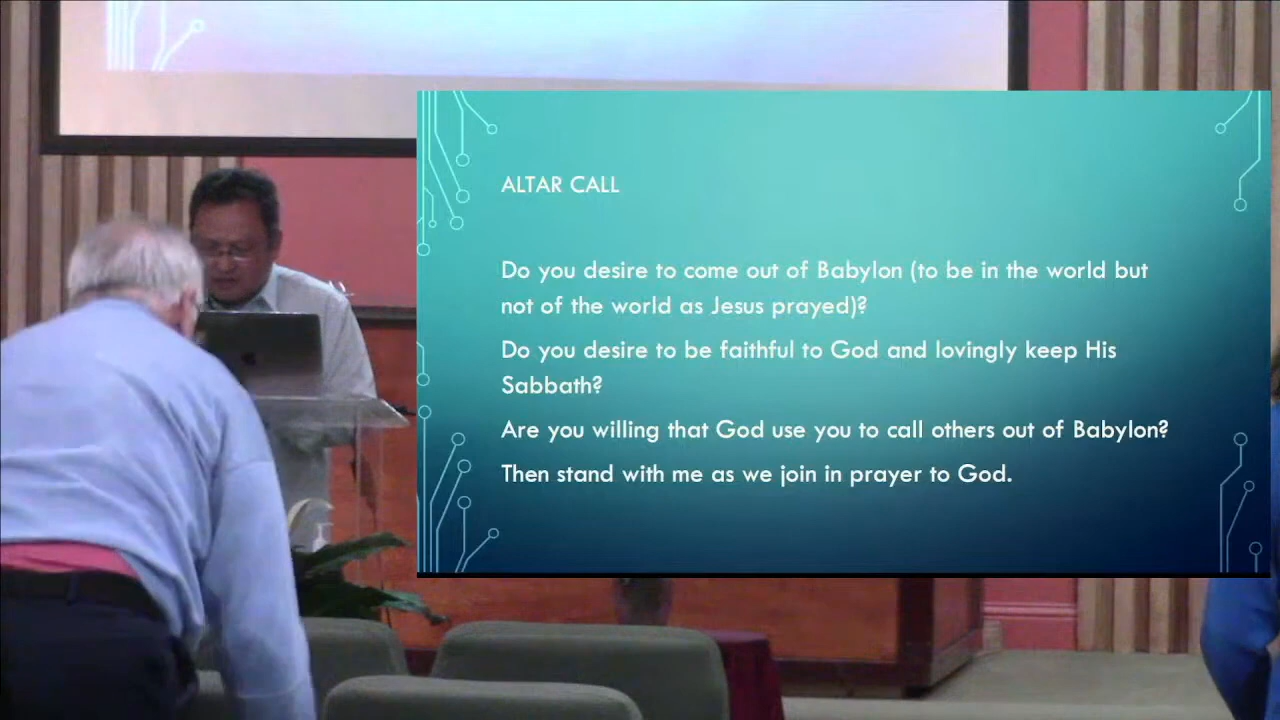 ALTAR CALL
Do you desire to come out of Babylon (to be in the world but
not of the world as Jesus prayed)?
Do you desire to be faithful to God and lovingly keep His
Sabbath?
Are you willing that God use you to call others out of Babylon?
Then stand with me as we join in prayer to God.